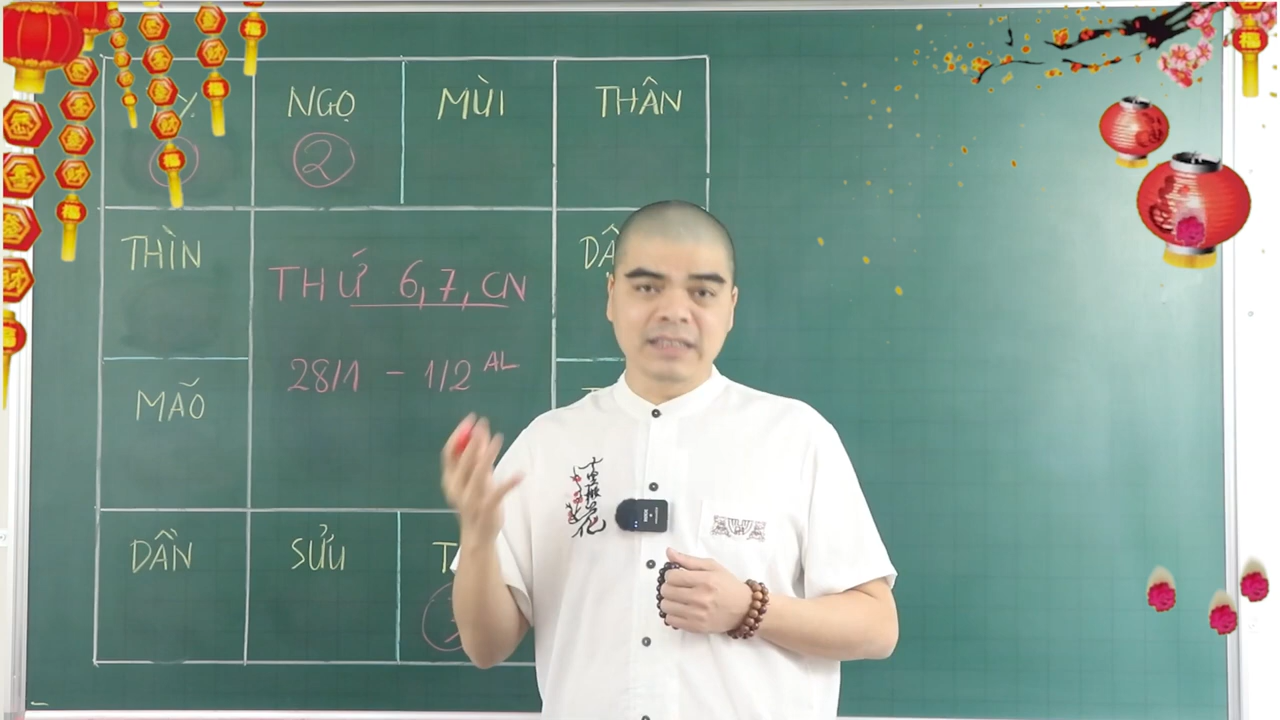 NGỌ
MÙI
THÂN
2
THÌN
THỨ 6, 7, CN
28/1 - 1/2 AL
MÃO
DẦN
SỬU